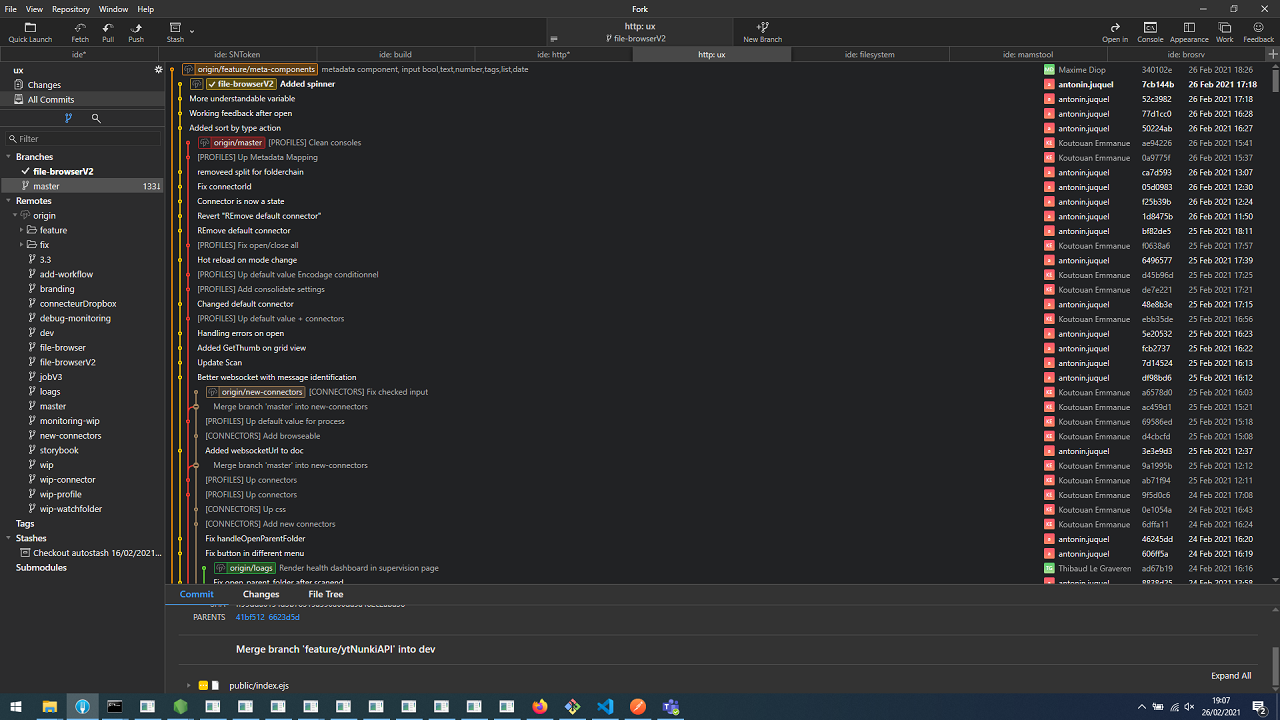 File View Repository Window Help Fork
Quick Launch Fetch Pull Push Stash http: ux file-browserV2 New Branch Open in Console Appearance Work Feedback
ide* ide: SNToken ide: build ide: http* http: ux ide: filesystem ide: mamstool ide: brosrv
ux
Changes
All Commits
Filter
Branches
file-browserV2
master 133↓
Remotes
origin
feature
fix
3.3
add-workflow
branding
connecteurDropbox
debug-monitoring
dev
file-browser
file-browserV2
jobV3
loags
master
monitoring-wip
new-connectors
storybook
wip
wip-connector
wip-profile
wip-watchfolder
Tags
Stashes
Checkout autostash 16/02/2021...
Submodules
origin/feature/meta-components metadata component, input bool,text,number,tags,list,date MD Maxime Diop 340102e 26 Feb 2021 18:26
file-browserV2 Added spinner a antonin.juquel 7cb144b 26 Feb 2021 17:18
More understandable variable a antonin.juquel 52c3982 26 Feb 2021 17:18
Working feedback after open a antonin.juquel 77d1cc0 26 Feb 2021 16:28
Added sort by type action a antonin.juquel 50224ab 26 Feb 2021 16:27
origin/master [PROFILES] Clean consoles KE Koutouan Emmanue ae94226 26 Feb 2021 15:41
[PROFILES] Up Metadata Mapping KE Koutouan Emmanue 0a9775f 26 Feb 2021 15:37
removeed split for folderchain a antonin.juquel ca7d593 26 Feb 2021 13:07
Fix connectorId a antonin.juquel 05d0983 26 Feb 2021 12:30
Connector is now a state a antonin.juquel f25b39b 26 Feb 2021 12:24
Revert "REmove default connector" a antonin.juquel 1d8475b 26 Feb 2021 11:50
REmove default connector a antonin.juquel bf82de5 25 Feb 2021 18:11
[PROFILES] Fix open/close all KE Koutouan Emmanue f0638a6 25 Feb 2021 17:57
Hot reload on mode change a antonin.juquel 6496577 25 Feb 2021 17:39
[PROFILES] Up default value Encodage conditionnel KE Koutouan Emmanue d45b96d 25 Feb 2021 17:25
[PROFILES] Add consolidate settings KE Koutouan Emmanue de7e221 25 Feb 2021 17:21
Changed default connector a antonin.juquel 48e8b3e 25 Feb 2021 17:15
[PROFILES] Up default value + connectors KE Koutouan Emmanue ebb35de 25 Feb 2021 16:56
Handling errors on open a antonin.juquel 5e20532 25 Feb 2021 16:23
Added GetThumb on grid view a antonin.juquel fcb2737 25 Feb 2021 16:22
Update Scan a antonin.juquel 7d14524 25 Feb 2021 16:13
Better websocket with message identification a antonin.juquel df98bd6 25 Feb 2021 16:12
origin/new-connectors [CONNECTORS] Fix checked input KE Koutouan Emmanue a6578d0 25 Feb 2021 16:03
Merge branch 'master' into new-connectors KE Koutouan Emmanue ac459d1 25 Feb 2021 15:21
[PROFILES] Up default value for process KE Koutouan Emmanue 69586ed 25 Feb 2021 15:18
[CONNECTORS] Add browseable KE Koutouan Emmanue d4cbcfd 25 Feb 2021 15:08
Added websocketUrl to doc a antonin.juquel 3e3e9d3 25 Feb 2021 12:37
Merge branch 'master' into new-connectors KE Koutouan Emmanue 9a1995b 25 Feb 2021 12:12
[PROFILES] Up connectors KE Koutouan Emmanue ab71f94 25 Feb 2021 12:11
[PROFILES] Up connectors KE Koutouan Emmanue 9f5d0c6 24 Feb 2021 17:08
[CONNECTORS] Up css KE Koutouan Emmanue 0e1054a 24 Feb 2021 16:43
[CONNECTORS] Add new connectors KE Koutouan Emmanue 6dffa11 24 Feb 2021 16:24
Fix handleOpenParentFolder a antonin.juquel 46245dd 24 Feb 2021 16:20
Fix button in different menu a antonin.juquel 606ff5a 24 Feb 2021 16:19
origin/loags Render health dashboard in supervision page TG Thibaud Le Graveren ad67b19 24 Feb 2021 16:16
Fix open parent folder after scanend a antonin.juquel 8838d25 24 Feb 2021 13:58
Commit Changes File Tree
PARENTS 41bf512 6623d5d
Merge branch 'feature/ytNunkiAPI' into dev
Expand All
public/index.ejs
19:07
26/02/2021
2